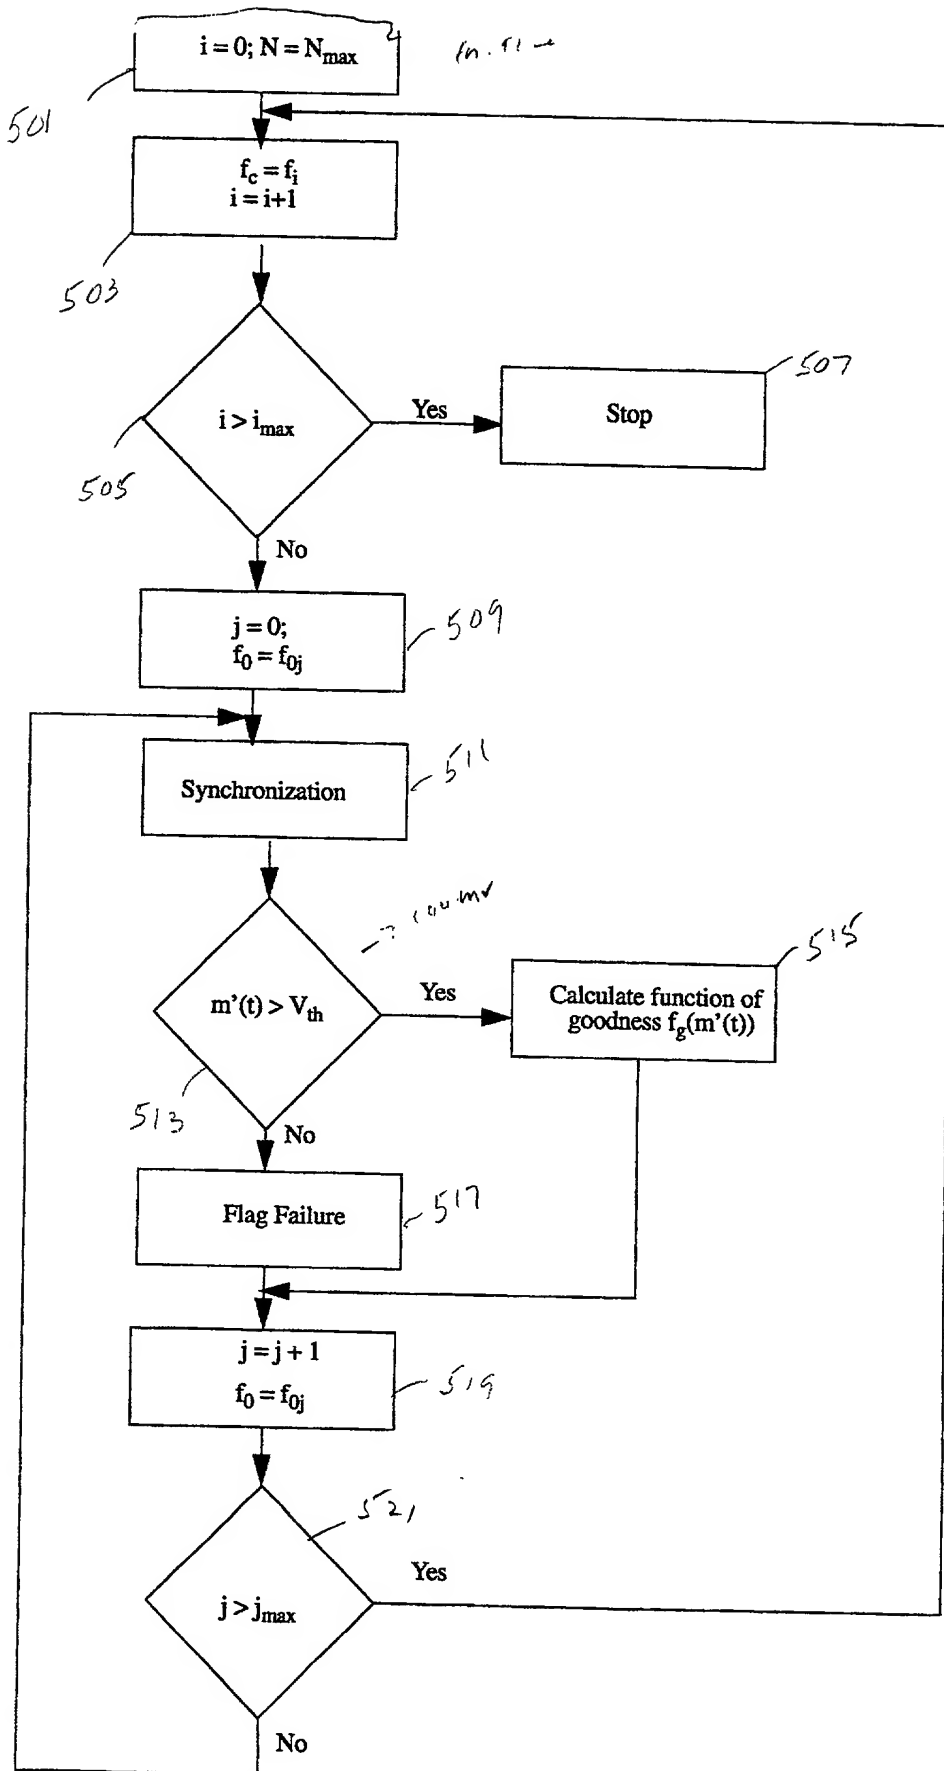 i = 0; N = N_max
501
f_c = f_i
i = i+1
503
507
Stop
i > i_max
Yes
505
No
j = 0;
f_0 = f_0j
509
Synchronization
511
m'(t) > V_th
Yes
515
Calculate function of
goodness f_g(m'(t))
513
No
Flag Failure
517
j = j + 1
f_0 = f_0j
519
521
j > j_max
Yes
No